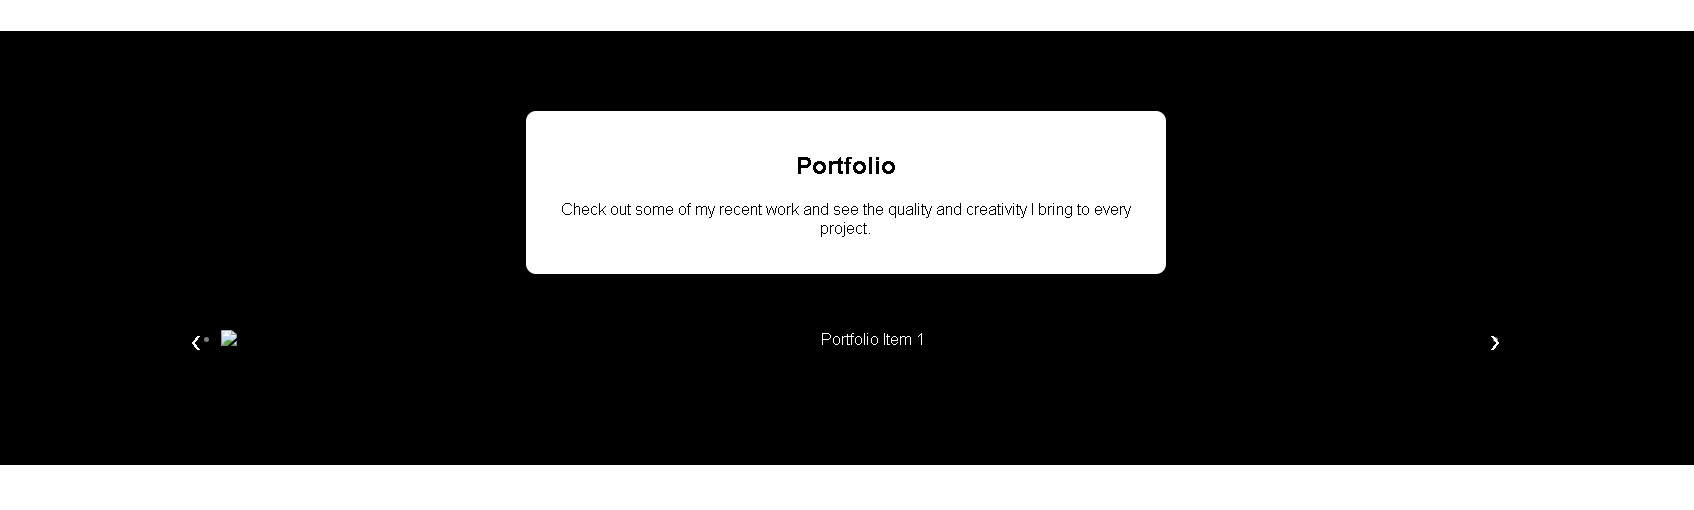 Portfolio
Check out some of my recent work and see the quality and creativity I bring to every
project.
‹ Portfolio Item 1 ›